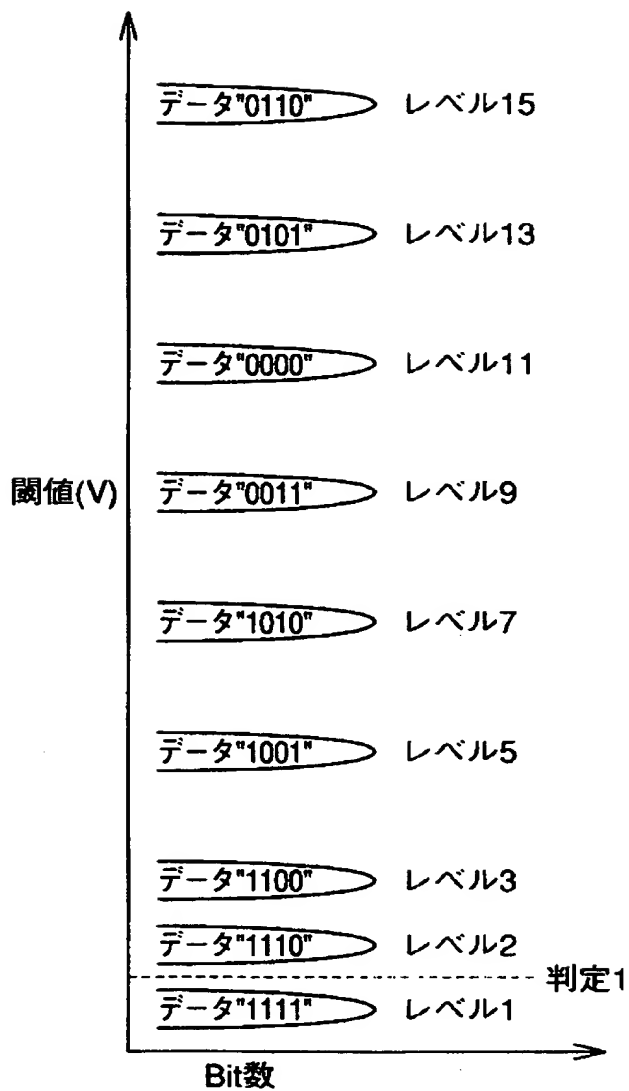 データ"0110" レベル15
データ"0101" レベル13
データ"0000" レベル11
閾値(V) データ"0011" レベル9
データ"1010" レベル7
データ"1001" レベル5
データ"1100" レベル3
データ"1110" レベル2
判定1
データ"1111" レベル1
Bit数